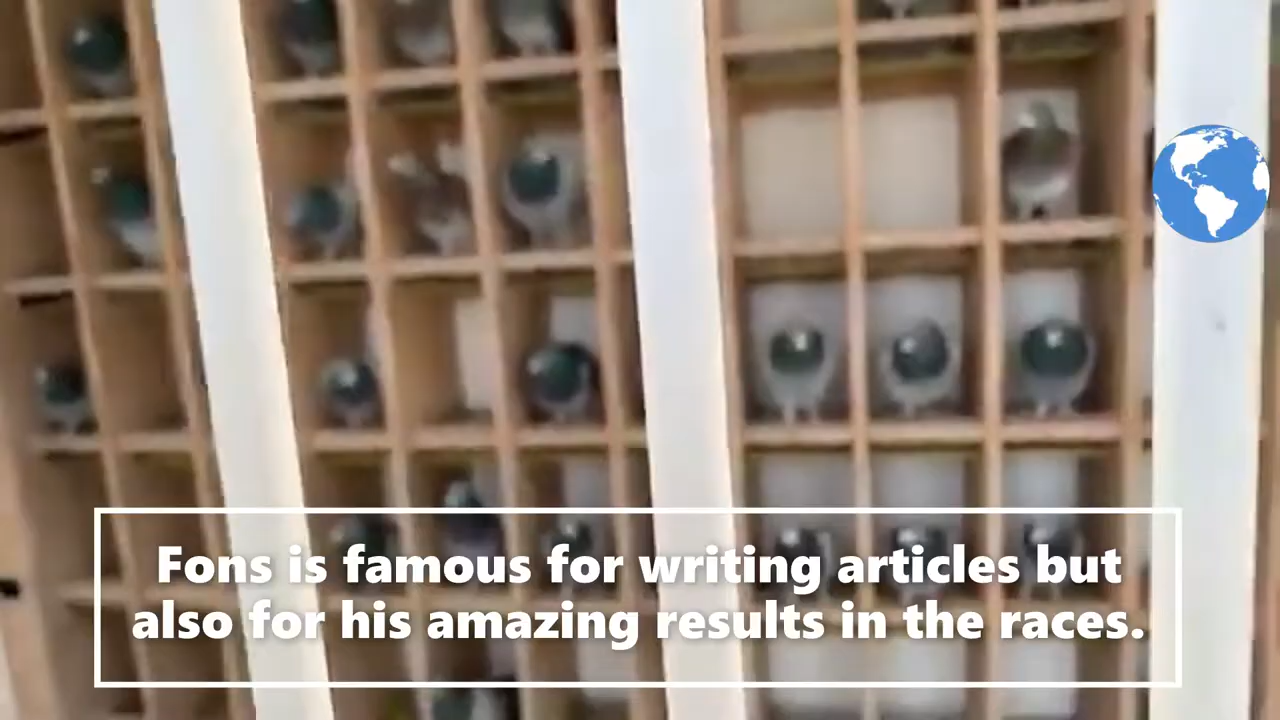 Fons is famous for writing articles but
also for his amazing results in the races.